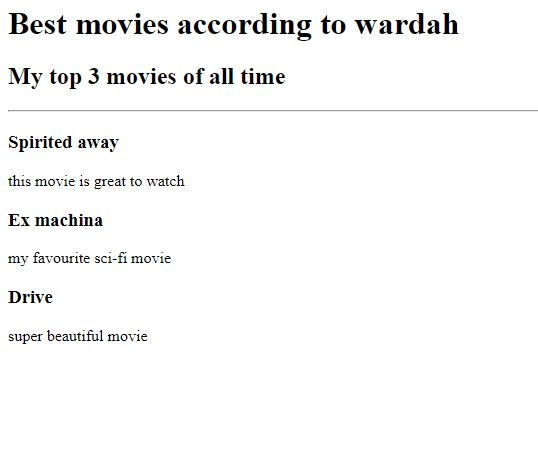 Best movies according to wardah
My top 3 movies of all time
Spirited away
this movie is great to watch
Ex machina
my favourite sci-fi movie
Drive
super beautiful movie